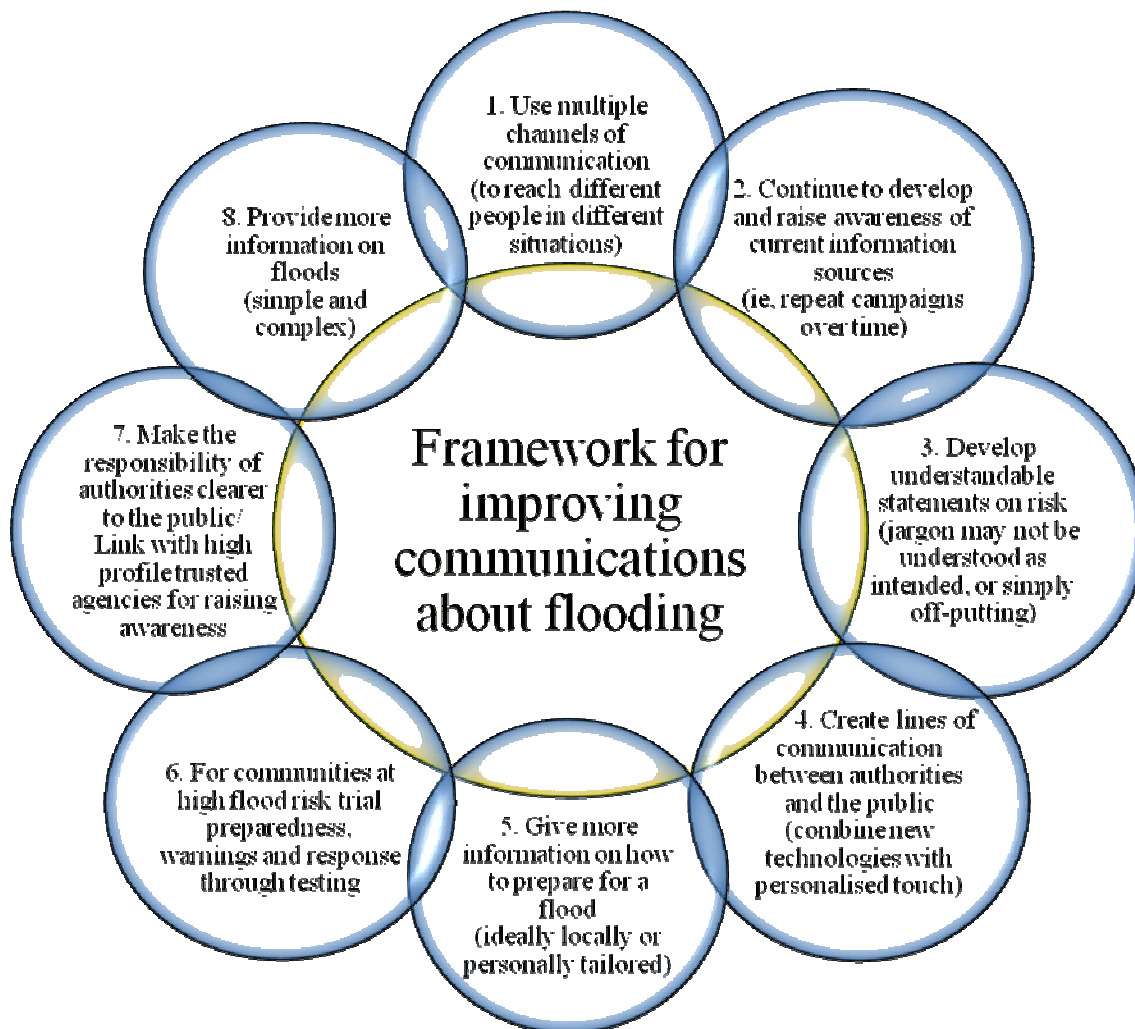 Framework for
improving
communications
about flooding
1. Use multiple
channels of
communication
(to reach different
people in different
situations)
2. Continue to develop
and raise awareness of
current information
sources
(ie, repeat campaigns
over time)
3. Develop
understandable
statements on risk
(jargon may not be
understood as
intended, or simply
off-putting)
4. Create lines of
communication
between authorities
and the public
(combine new
technologies with
personalised touch)
5. Give more
information on how
to prepare for a
flood
(ideally locally or
personally tailored)
6. For communities at
high flood risk trial
preparedness,
warnings and response
through testing
7. Make the
responsibility of
authorities clearer
to the public/
Link with high
profile trusted
agencies for raising
awareness
8. Provide more
information on
floods
(simple and
complex)